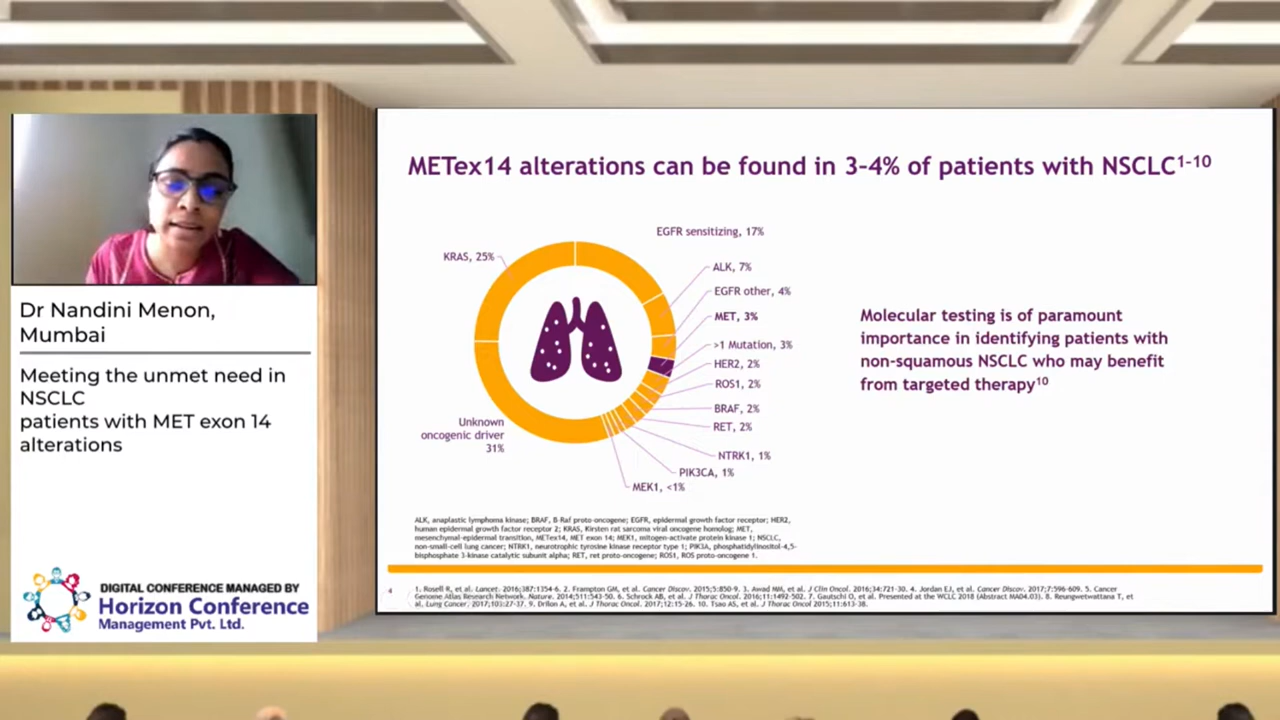 METex14 alterations can be found in 3-4% of patients with NSCLC1-10
EGFR sensitizing, 17%
KRAS, 25%
ALK, 7%
EGFR other, 4%
MET, 3%
>1 Mutation, 3%
HER2, 2%
ROS1, 2%
BRAF, 2%
RET, 2%
NTRK1, 1%
PIK3CA, 1%
MEK1, <1%
Unknown
oncogenic driver
31%
Molecular testing is of paramount
importance in identifying patients with
non-squamous NSCLC who may benefit
from targeted therapy10
ALK, anaplastic lymphoma kinase; BRAF, B-Raf proto-oncogene; EGFR, epidermal growth factor receptor; HER2,
human epidermal growth factor receptor 2; KRAS, Kirsten rat sarcoma viral oncogene homolog; MET,
mesenchymal-epidermal transition, METex14, MET exon 14; MEK1, mitogen-activate protein kinase 1; NSCLC,
non-small-cell lung cancer; NTRK1, neurotrophic tyrosine kinase receptor type 1; PIK3A, phosphatidylinositol-4,5-
bisphosphate 3-kinase catalytic subunit alpha; RET, ret proto-oncogene; ROS1, ROS proto-oncogene 1.
4
1. Rosell R, et al. Lancet. 2016;387:1354-6. 2. Frampton GM, et al. Cancer Discov. 2015;5:850-9. 3. Awad MM, et al. J Clin Oncol. 2016;34:721-30. 4. Jordan EJ, et al. Cancer Discov. 2017;7:596-609. 5. Cancer
Genome Atlas Research Network. Nature. 2014;511:543-50. 6. Schrock AB, et al. J Thorac Oncol. 2016;11:1492-502. 7. Gautschi O, et al. Presented at the WCLC 2018 (Abstract MA04.03). 8. Reungwetwattana T, et
al, Lung Cancer. 2017;103:27-37. 9. Drilon A, et al. J Thorac Oncol. 2017;12:15-26. 10. Tsao AS, et al. J Thorac Oncol 2015;11:613-38.
Dr Nandini Menon,
Mumbai
Meeting the unmet need in
NSCLC
patients with MET exon 14
alterations
DIGITAL CONFERENCE MANAGED BY
Horizon Conference
Management Pvt. Ltd.